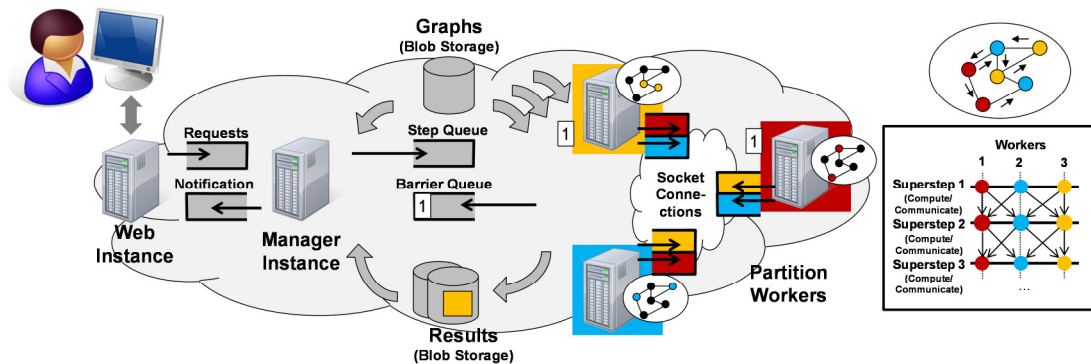 Graphs
(Blob Storage)
Requests
Notification
Web
Instance
Manager
Instance
Step Queue
Barrier Queue
1
Results
(Blob Storage)
1
1
Socket
Conne-
ctions
Partition
Workers
Workers
1 2 3
Superstep 1
(Compute/
Communicate)
Superstep 2
(Compute/
Communicate)
Superstep 3
(Compute/
Communicate)
...